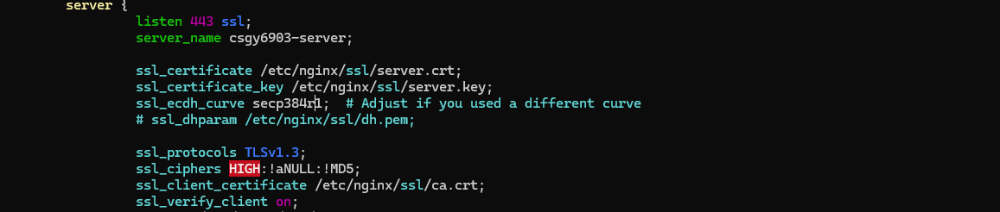 server {
listen 443 ssl;
server_name csgy6903-server;
ssl_certificate /etc/nginx/ssl/server.crt;
ssl_certificate_key /etc/nginx/ssl/server.key;
ssl_ecdh_curve secp384r1;  # Adjust if you used a different curve
# ssl_dhparam /etc/nginx/ssl/dh.pem;
ssl_protocols TLSv1.3;
ssl_ciphers HIGH:!aNULL:!MD5;
ssl_client_certificate /etc/nginx/ssl/ca.crt;
ssl_verify_client on;